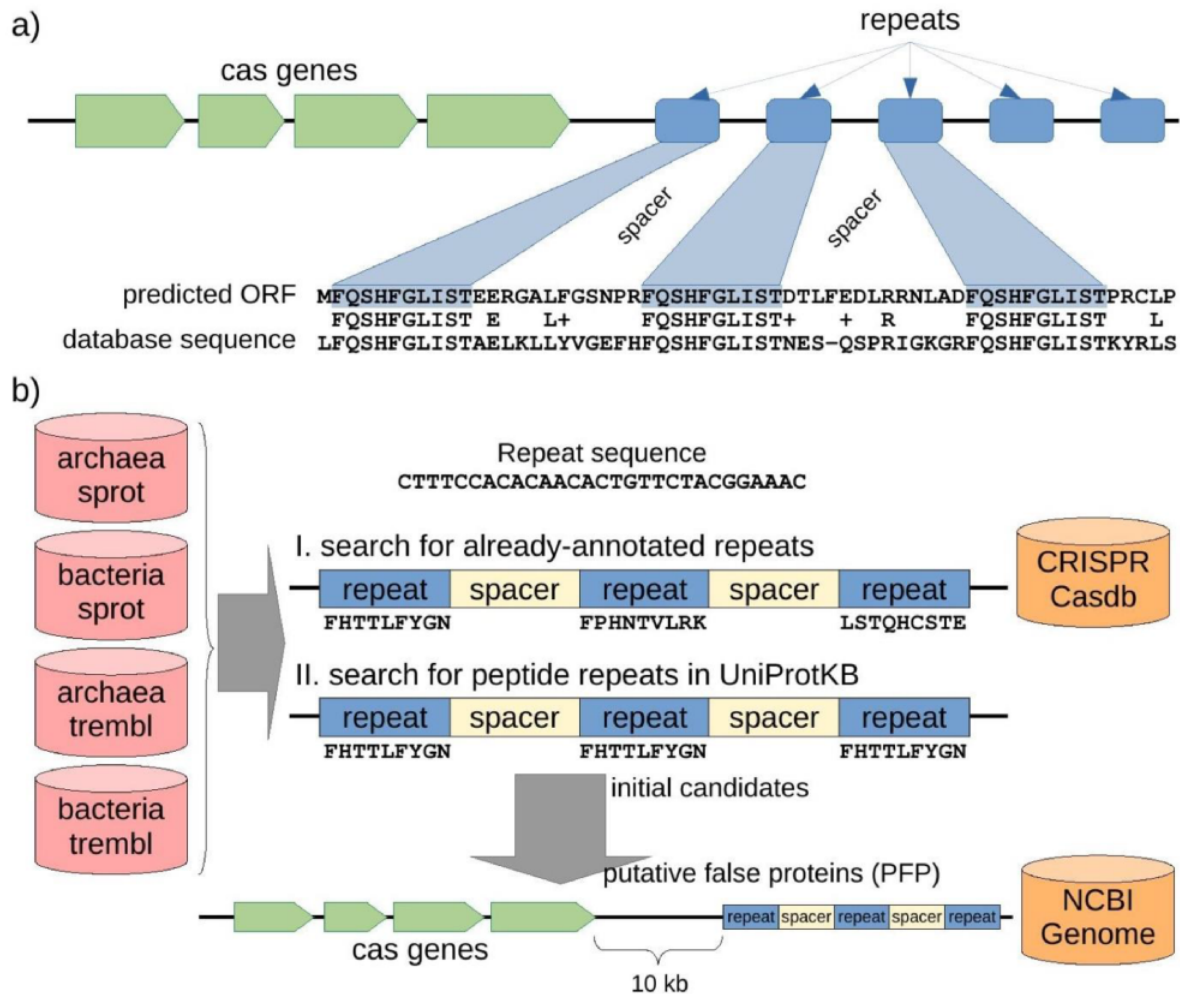 a)
repeats
cas genes
spacer
spacer
predicted ORF MFQSHFGLISTEERGALFGSNPRFQSHFGLISTDTLFEDLRRNLADFQSHFGLISTPRCLP
FQSHFGLIST E L+ FQSHFGLIST+ + R FQSHFGLIST L
database sequence LFQSHFGLISTAELKLLYVGEFHFQSHFGLISTNES-QSPRIGKGRFQSHFGLISTKYRLS
b)
archaea
sprot
bacteria
sprot
archaea
trembl
bacteria
trembl
Repeat sequence
CTTTCCACACAACACTGTTCTACGGAAAC
I. search for already-annotated repeats
repeat spacer repeat spacer repeat
FHTTLFYGN FPHNTVLRK LSTQHCSTE
CRISPR
Casdb
II. search for peptide repeats in UniProtKB
repeat spacer repeat spacer repeat
FHTTLFYGN FHTTLFYGN FHTTLFYGN
initial candidates
putative false proteins (PFP)
repeat spacer repeat spacer repeat
cas genes
10 kb
NCBI
Genome